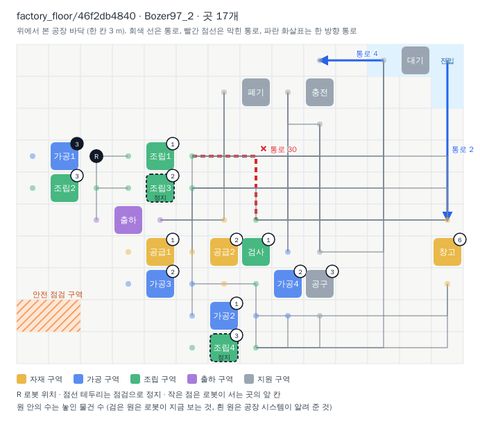 factory_floor/46f2db4840 · Bozer97_2 · 곳 17개
위에서 본 공장 바닥 (한 칸 3 m). 회색 선은 통로, 빨간 점선은 막힌 통로, 파란 화살표는 한 방향 통로
통로 4
대기
전입
폐기
충전
✕ 통로 30
통로 2
3
가공1
R
1
조립1
3
조립2
2
조립3
정지
출하
1
공급1
2
공급2
1
검사
6
창고
2
가공3
2
가공4
3
공구
안전 점검 구역
1
가공2
3
조립4
정지
자재 구역
가공 구역
조립 구역
출하 구역
지원 구역
R 로봇 위치 · 점선 테두리는 점검으로 정지 · 작은 점은 로봇이 서는 곳의 앞 칸
원 안의 수는 놓인 물건 수 (검은 원은 로봇이 지금 보는 것, 흰 원은 공장 시스템이 알려 준 것)